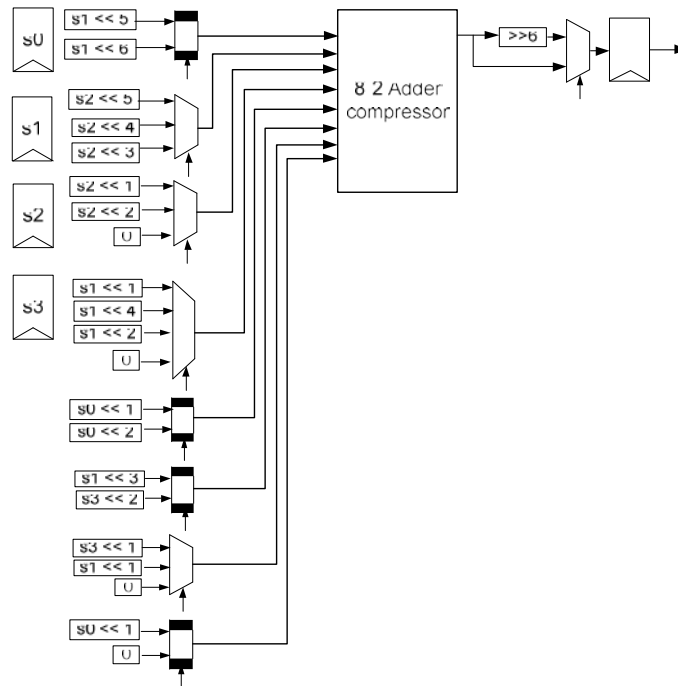 s0
s1 << 5
s1 << 6
s1
s2 << 5
s2 << 4
s2 << 3
s2
s2 << 1
s2 << 2
0
s3
s1 << 1
s1 << 4
s1 << 2
0
s0 << 1
s0 << 2
s1 << 3
s3 << 2
s3 << 1
s1 << 1
0
s0 << 1
0
8 2 Adder
compressor
>>6